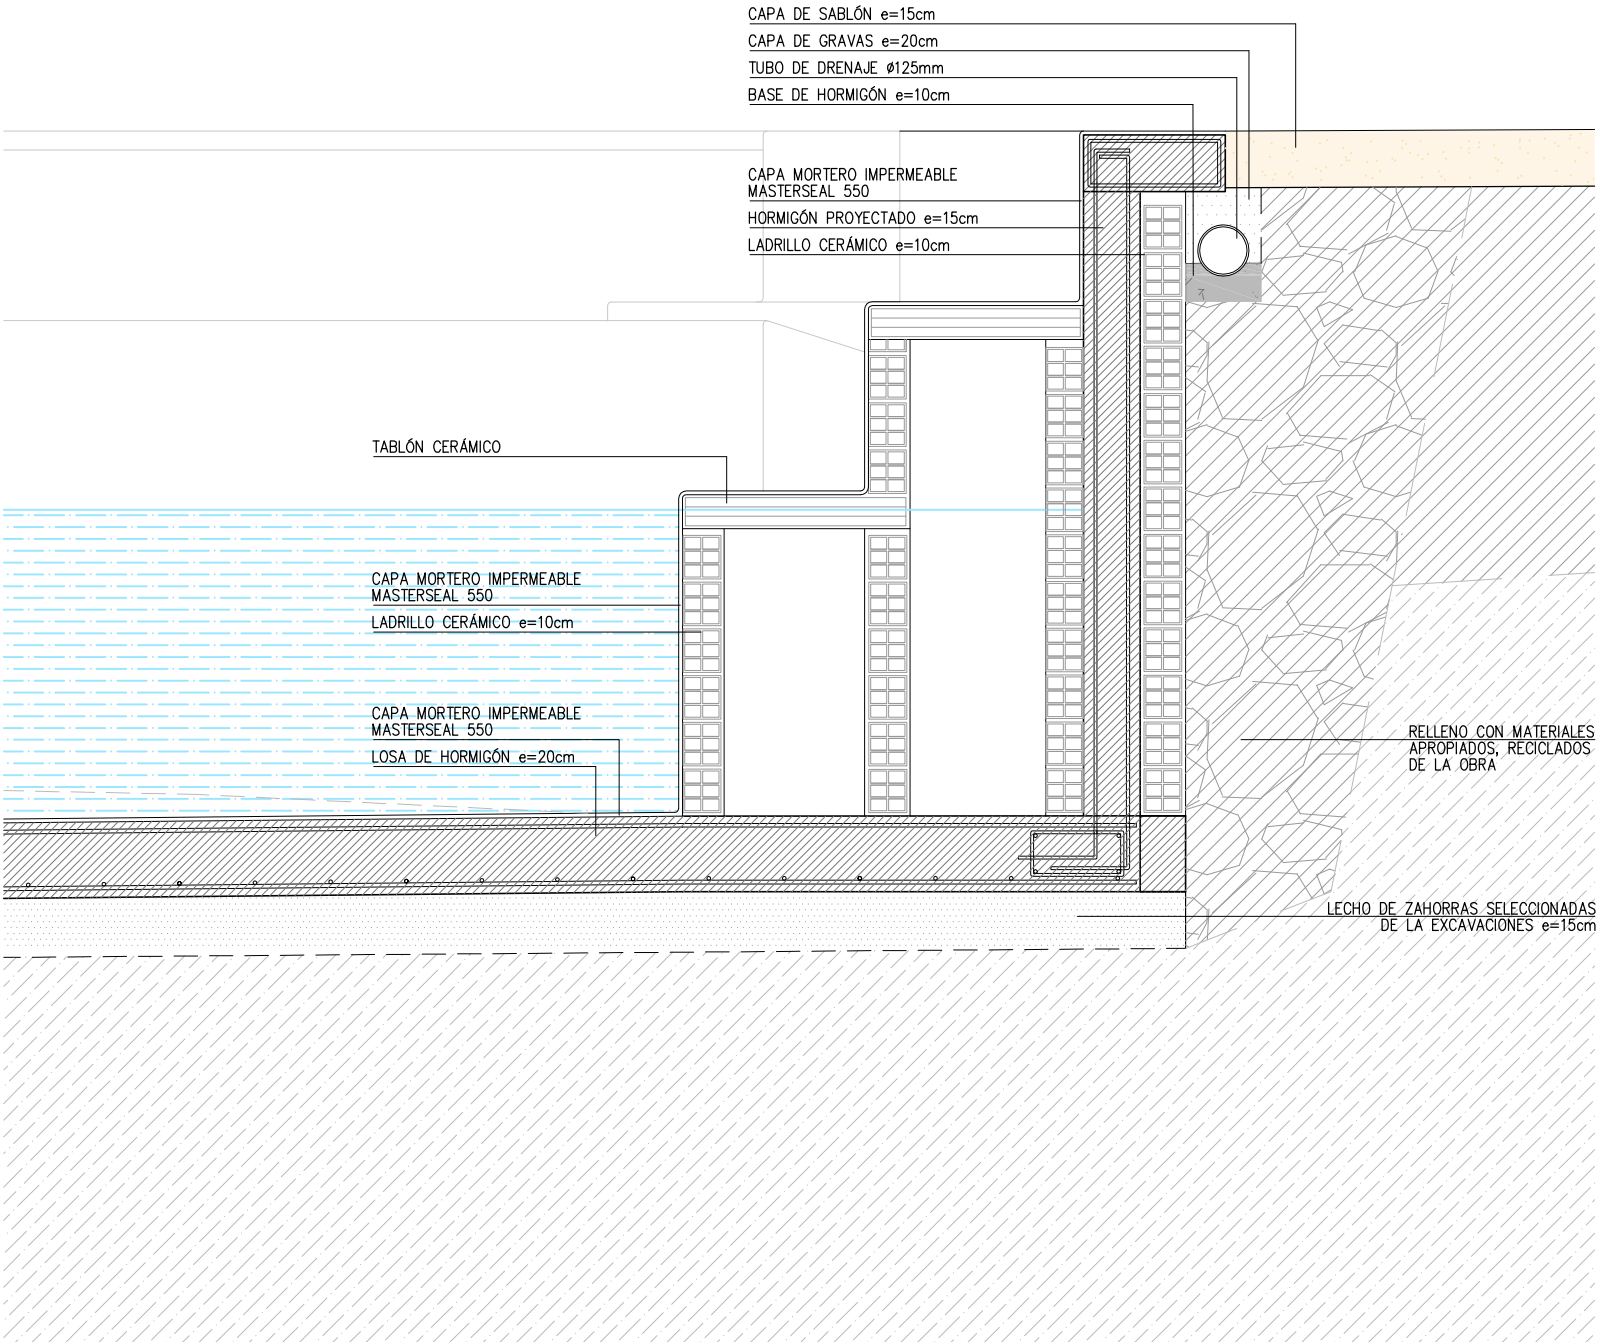 CAPA DE SABLÓN e=15cm
CAPA DE GRAVAS e=20cm
TUBO DE DRENAJE Ø125mm
BASE DE HORMIGÓN e=10cm
CAPA MORTERO IMPERMEABLE
MASTERSEAL 550
HORMIGÓN PROYECTADO e=15cm
LADRILLO CERÁMICO e=10cm
TABLÓN CERÁMICO
CAPA MORTERO IMPERMEABLE
MASTERSEAL 550
LADRILLO CERÁMICO e=10cm
CAPA MORTERO IMPERMEABLE
MASTERSEAL 550
LOSA DE HORMIGÓN e=20cm
RELLENO CON MATERIALES
APROPIADOS, RECICLADOS
DE LA OBRA
LECHO DE ZAHORRAS SELECCIONADAS
DE LA EXCAVACIONES e=15cm